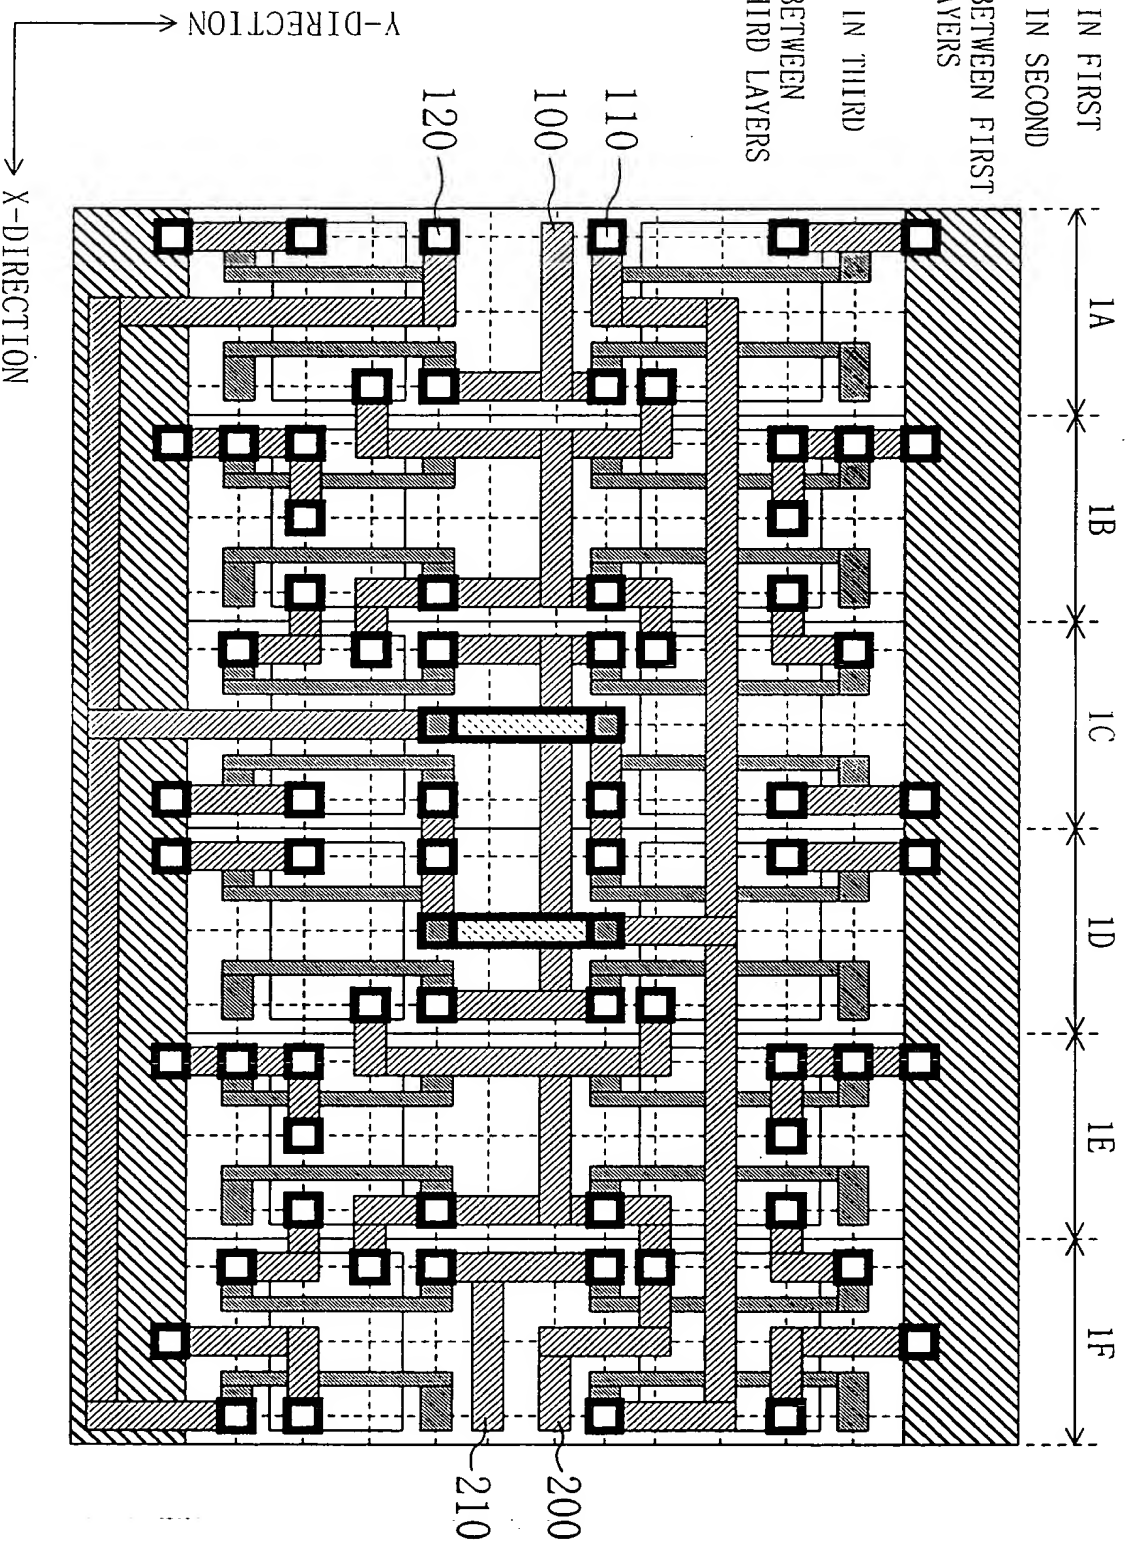 IN FIRST
IN SECOND
BETWEEN FIRST
AYERS
IN THIRD
BETWEEN
HIRD LAYERS
Y-DIRECTION
X-DIRECTION
110
100
120
1A
1B
1C
1D
1E
1F
200
210